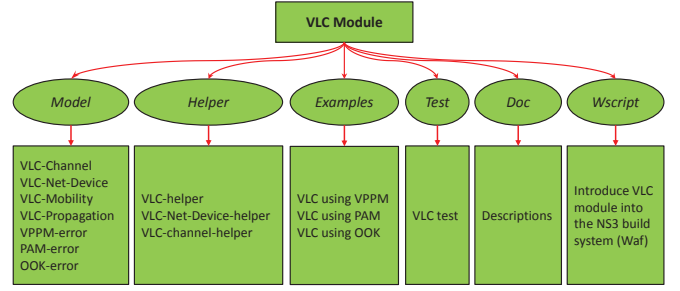 VLC Module
Model
Helper
Examples
Test
Doc
Wscript
VLC-Channel
VLC-Net-Device
VLC-Mobility
VLC-Propagation
VPPM-error
PAM-error
OOK-error
VLC-helper
VLC-Net-Device-helper
VLC-channel-helper
VLC using VPPM
VLC using PAM
VLC using OOK
VLC test
Descriptions
Introduce VLC
module into
the NS3 build
system (Waf)